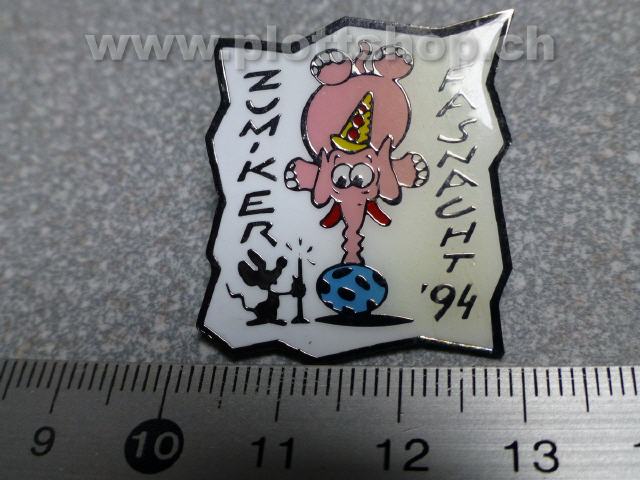 www.plottshop.ch
ZUMIKER
FASNACHT
'94
9 10 11 12 13